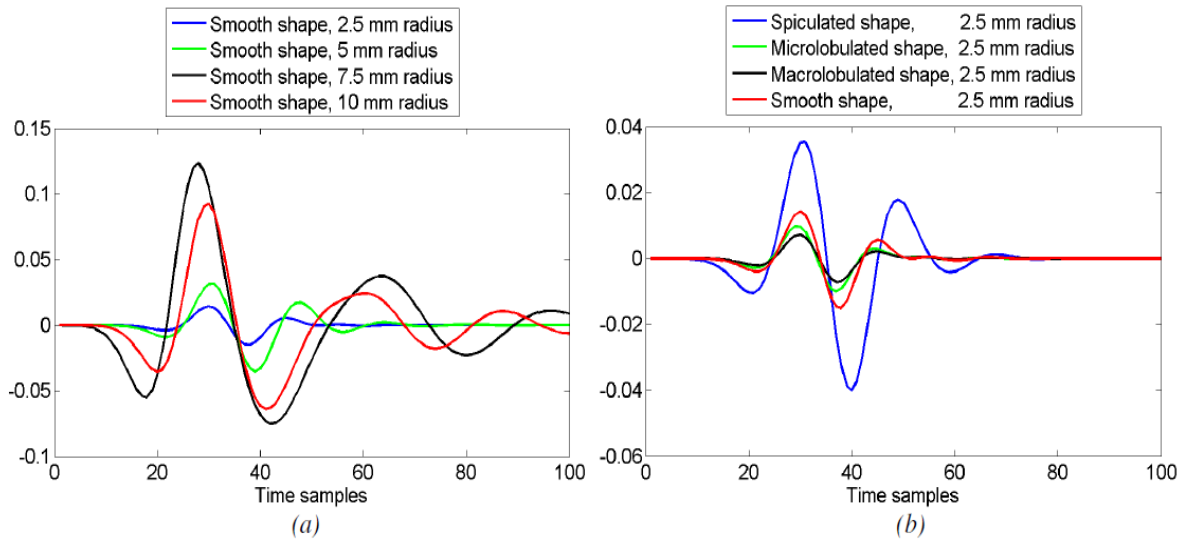 Smooth shape, 2.5 mm radius
Smooth shape, 5 mm radius
Smooth shape, 7.5 mm radius
Smooth shape, 10 mm radius
0.15
0.1
0.05
0
-0.05
-0.1
0 20 40 60 80 100
Time samples
(a)
Spiculated shape, 2.5 mm radius
Microlobulated shape, 2.5 mm radius
Macrolobulated shape, 2.5 mm radius
Smooth shape, 2.5 mm radius
0.04
0.02
0
-0.02
-0.04
-0.06
0 20 40 60 80 100
Time samples
(b)